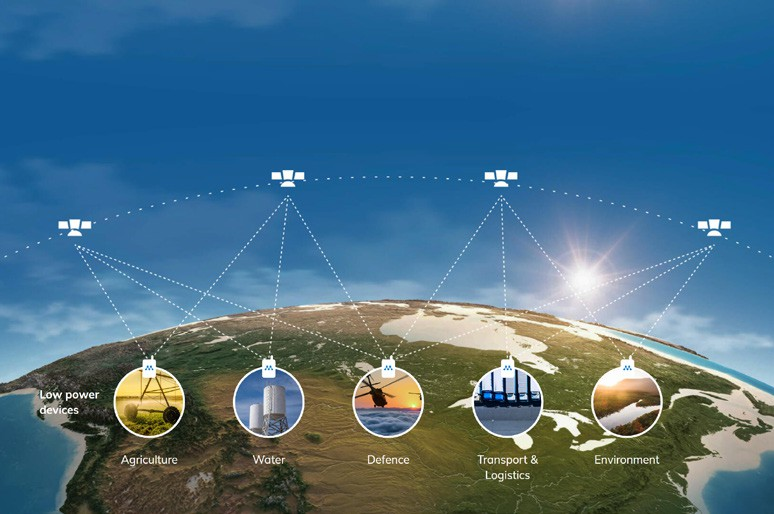 Low power
devices
Agriculture
Water
Defence
Transport &
Logistics
Environment